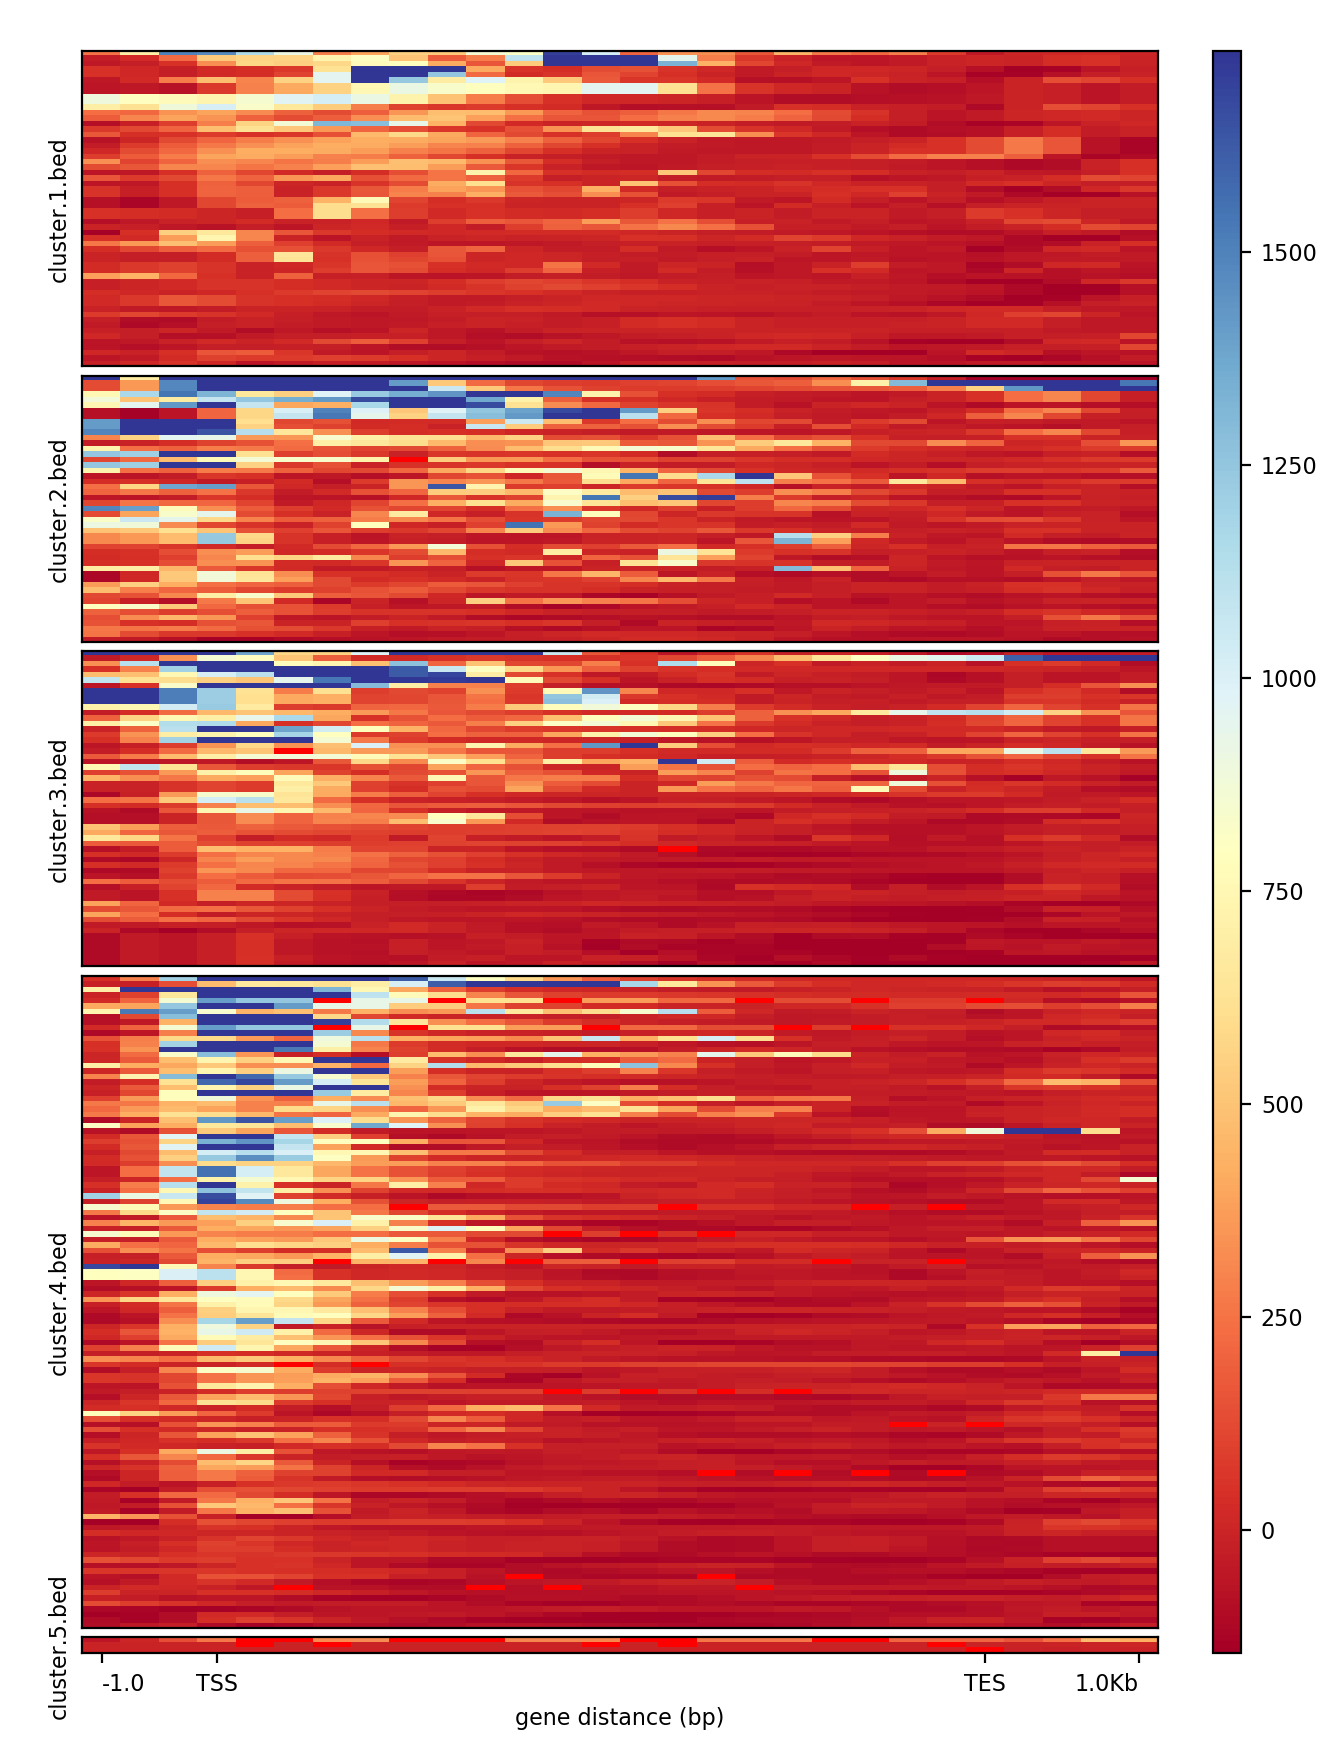 cluster.1.bed
cluster.2.bed
cluster.3.bed
cluster.4.bed
cluster.5.bed
-1.0 TSS TES 1.0Kb
gene distance (bp)
1500
1250
1000
750
500
250
0